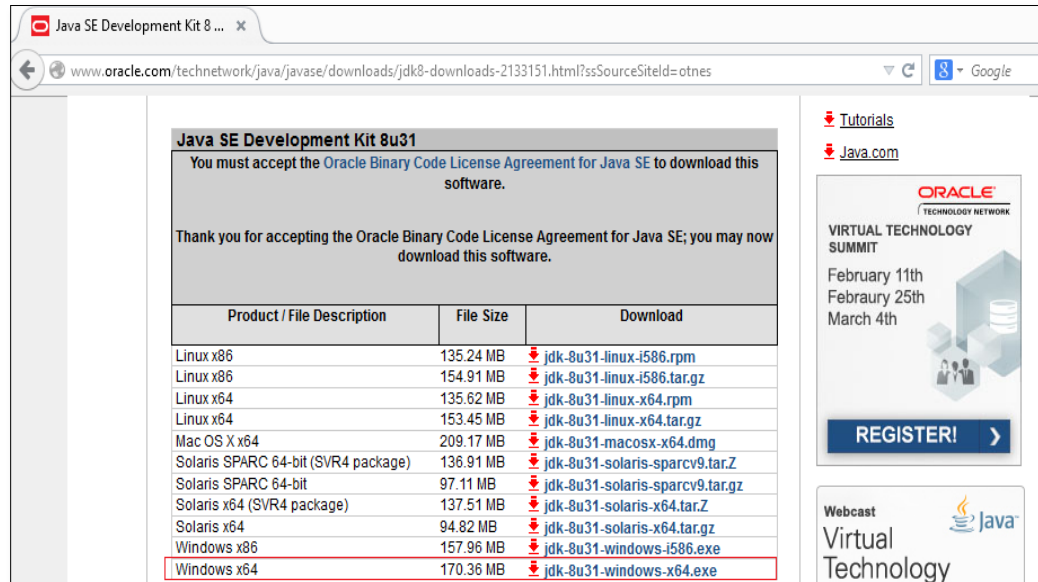 Java SE Development Kit 8 ... ×
www.oracle.com/technetwork/java/javase/downloads/jdk8-downloads-2133151.html?ssSourceSiteId=otnes
8 Google
Java SE Development Kit 8u31
You must accept the Oracle Binary Code License Agreement for Java SE to download this
software.
Thank you for accepting the Oracle Binary Code License Agreement for Java SE; you may now
download this software.
Product / File Description File Size Download
Linux x86 135.24 MB jdk-8u31-linux-i586.rpm
Linux x86 154.91 MB jdk-8u31-linux-i586.tar.gz
Linux x64 135.62 MB jdk-8u31-linux-x64.rpm
Linux x64 153.45 MB jdk-8u31-linux-x64.tar.gz
Mac OS X x64 209.17 MB jdk-8u31-macosx-x64.dmg
Solaris SPARC 64-bit (SVR4 package) 136.91 MB jdk-8u31-solaris-sparcv9.tar.Z
Solaris SPARC 64-bit 97.11 MB jdk-8u31-solaris-sparcv9.tar.gz
Solaris x64 (SVR4 package) 137.51 MB jdk-8u31-solaris-x64.tar.Z
Solaris x64 94.82 MB jdk-8u31-solaris-x64.tar.gz
Windows x86 157.96 MB jdk-8u31-windows-i586.exe
Windows x64 170.36 MB jdk-8u31-windows-x64.exe
Tutorials
Java.com
ORACLE
TECHNOLOGY NETWORK
VIRTUAL TECHNOLOGY
SUMMIT
February 11th
Febraury 25th
March 4th
REGISTER!
Webcast
Java
Virtual
Technology